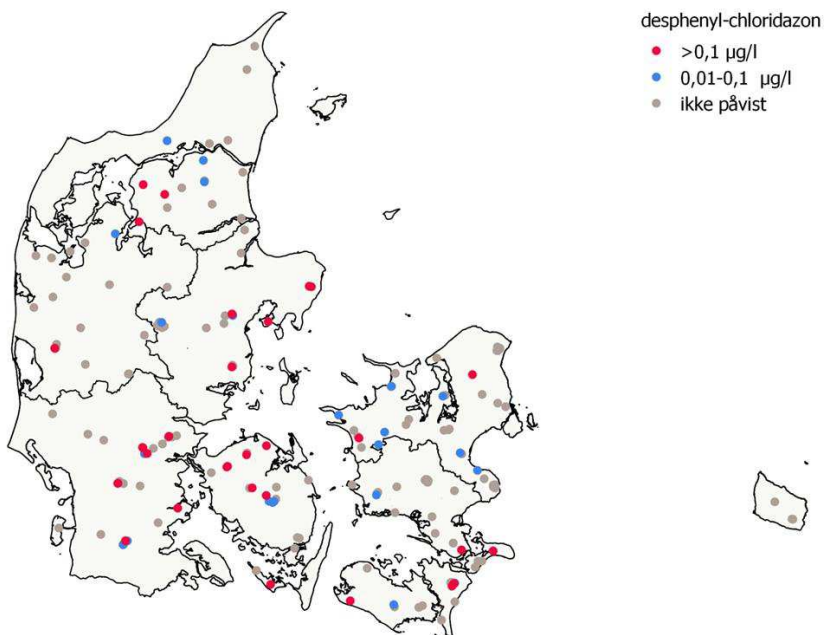 desphenyl-chloridazon
>0,1 µg/l
0,01-0,1 µg/l
ikke påvist